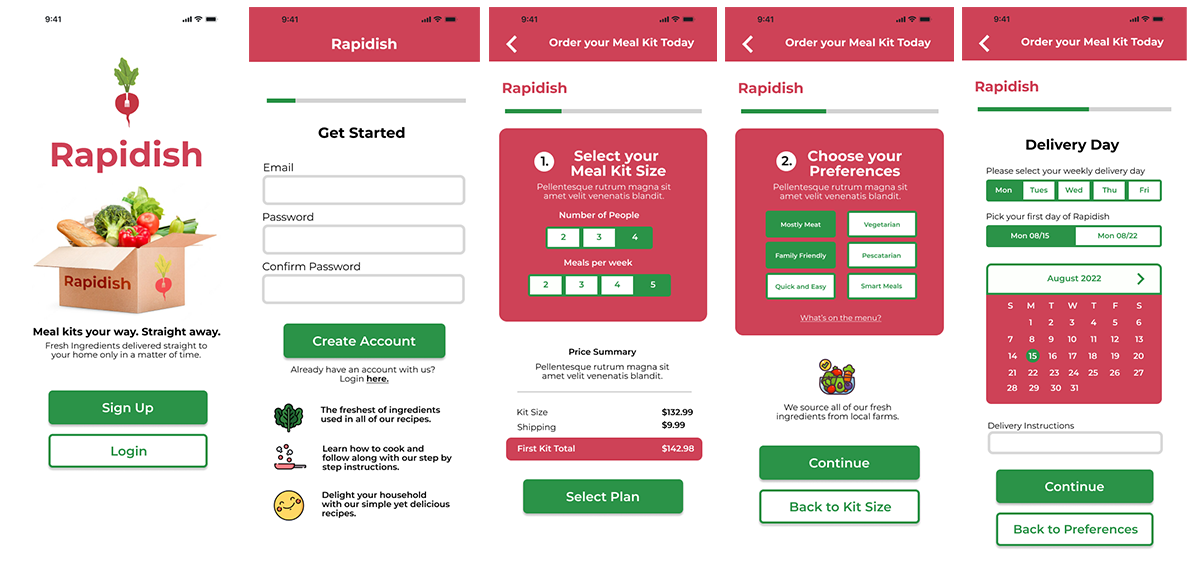 9:41
Rapidish
Rapidish
Meal kits your way. Straight away.
Fresh Ingredients delivered straight to
your home only in a matter of time.
Sign Up
Login
9:41
Rapidish
Get Started
Email
Password
Confirm Password
Create Account
Already have an account with us?
Login here.
The freshest of ingredients
used in all of our recipes.
Learn how to cook and
follow along with our step by
step instructions.
Delight your household
with our simple yet delicious
recipes.
9:41
Order your Meal Kit Today
Rapidish
1. Select your
Meal Kit Size
Pellentesque rutrum magna sit
amet velit venenatis blandit.
Number of People
2 3 4
Meals per week
2 3 4 5
Price Summary
Pellentesque rutrum magna sit
amet velit venenatis blandit.
Kit Size $132.99
Shipping $9.99
First Kit Total $142.98
Select Plan
9:41
Order your Meal Kit Today
Rapidish
2. Choose your
Preferences
Pellentesque rutrum magna sit
amet velit venenatis blandit.
Mostly Meat Vegetarian
Family Friendly Pescatarian
Quick and Easy Smart Meals
What's on the menu?
We source all of our fresh
ingredients from local farms.
Continue
Back to Kit Size
9:41
Order your Meal Kit Today
Rapidish
Delivery Day
Please select your weekly delivery day
Mon Tues Wed Thu Fri
Pick your first day of Rapidish
Mon 08/15 Mon 08/22
August 2022
S M T W T F S
1 2 3 4 5 6
7 8 9 10 11 12 13
14 15 16 17 18 19 20
21 22 23 24 25 26 27
28 29 30 31
Delivery Instructions
Continue
Back to Preferences